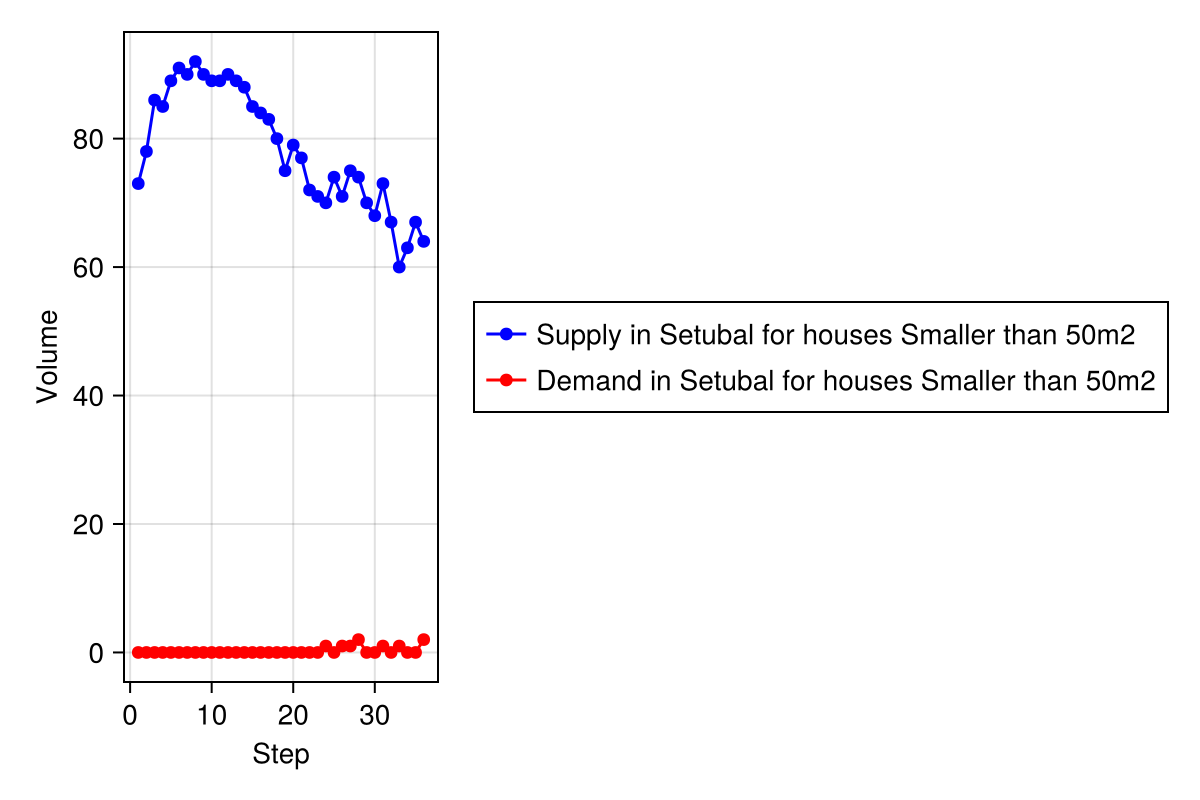 80
60
40
20
0
Volume
0 10 20 30
Step
Supply in Setubal for houses Smaller than 50m2
Demand in Setubal for houses Smaller than 50m2